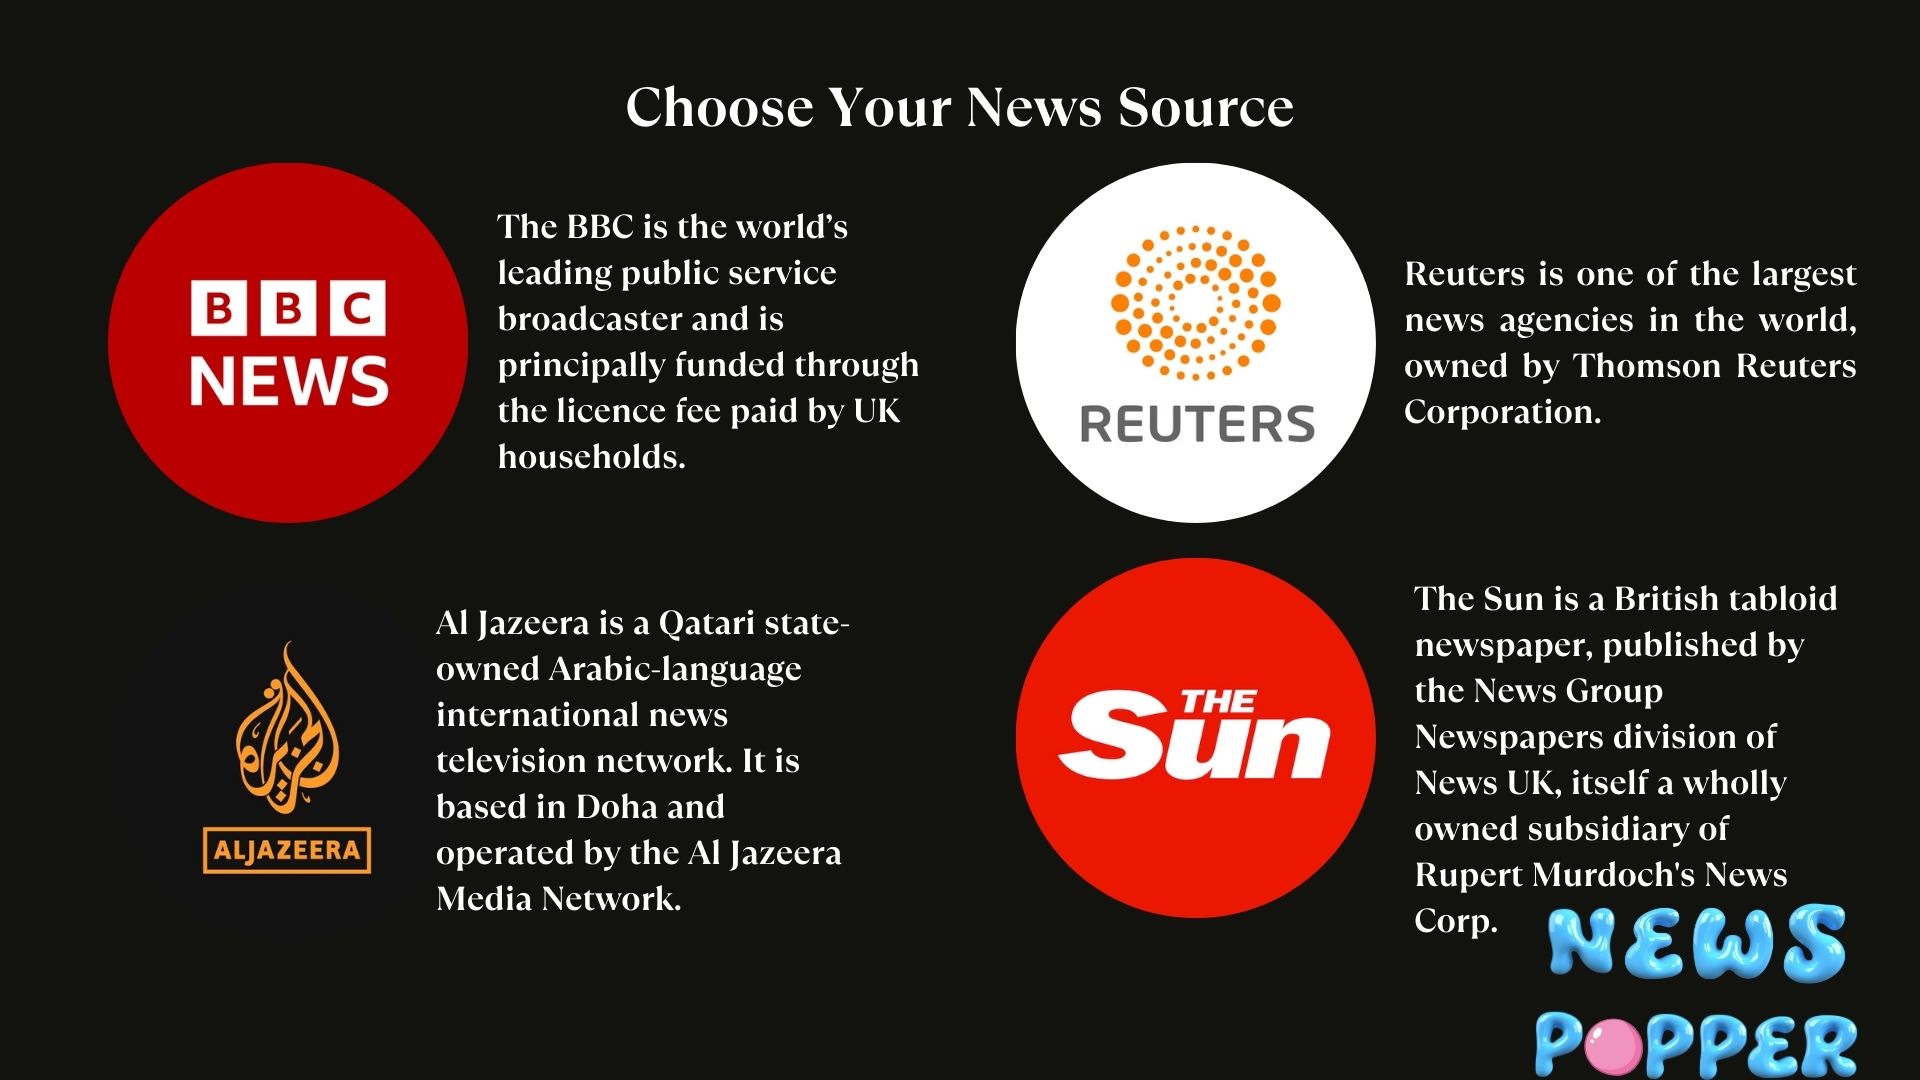 Choose Your News Source
BBC
NEWS
The BBC is the world’s
leading public service
broadcaster and is
principally funded through
the licence fee paid by UK
households.
REUTERS
Reuters is one of the largest
news agencies in the world,
owned by Thomson Reuters
Corporation.
الجزيرة
ALJAZEERA
Al Jazeera is a Qatari state-
owned Arabic-language
international news
television network. It is
based in Doha and
operated by the Al Jazeera
Media Network.
THE
Sun
The Sun is a British tabloid
newspaper, published by
the News Group
Newspapers division of
News UK, itself a wholly
owned subsidiary of
Rupert Murdoch's News
Corp.
NEWS
POPPER